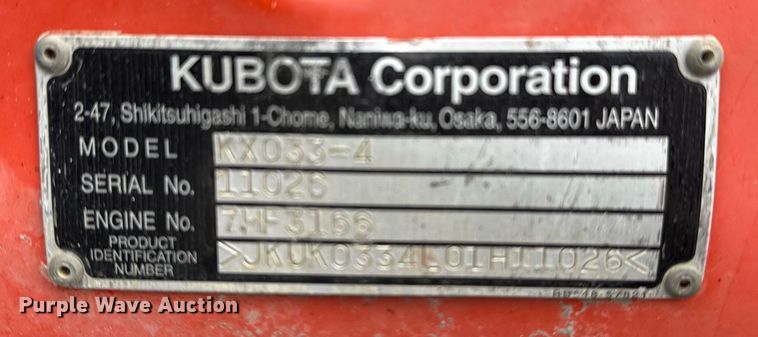 KUBOTA Corporation
2-47, Shikitsuhigashi 1-Chome, Naniwa-ku, Osaka, 556-8601 JAPAN
MODEL KX033-4
SERIAL No. 11026
ENGINE No.
PRODUCT IDENTIFICATION NUMBER >JKUK0334L01H11026<
Purple Wave Auction